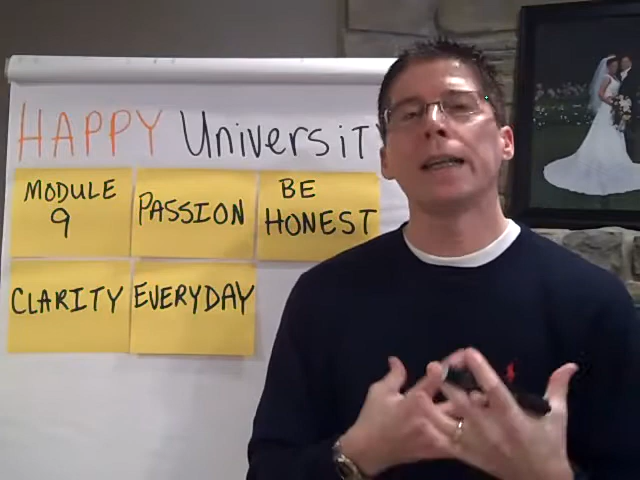 HAPPY UNIVERSIT
MODULE
9
PASSION
BE
HONEST
CLARITY
EVERYDAY